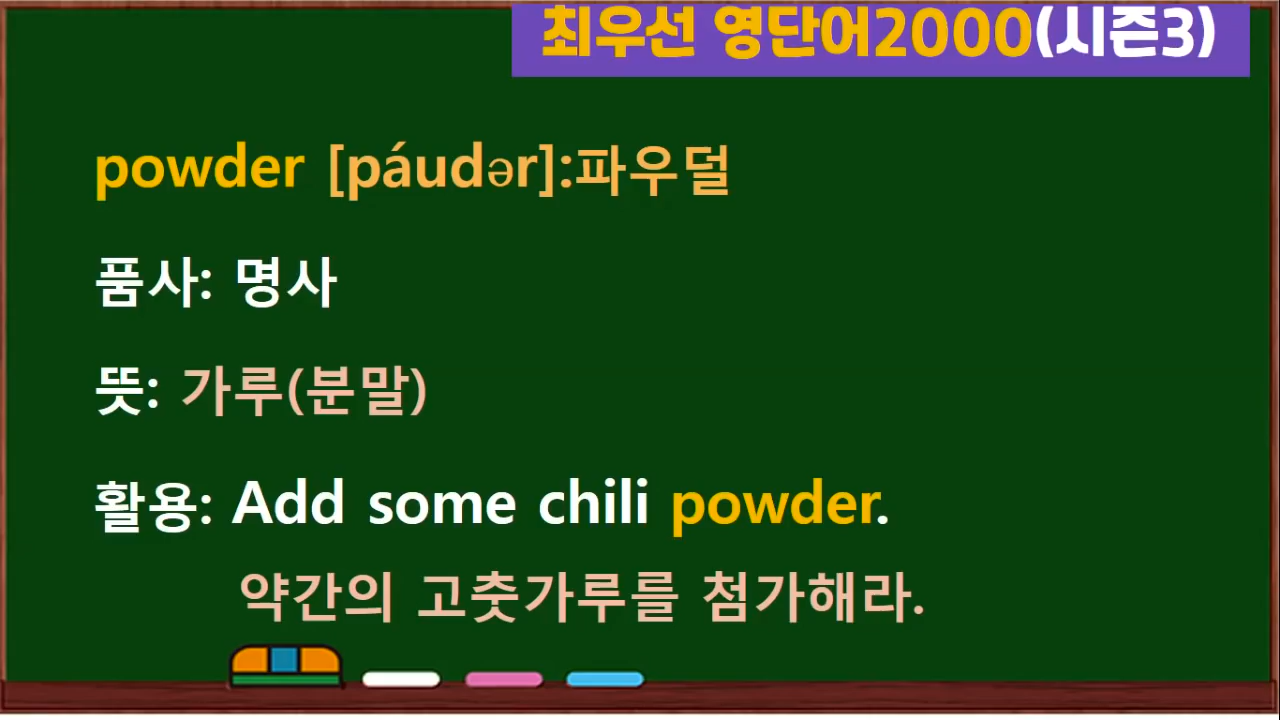 최우선 영단어2000(시즌3)
powder [páudər]:파우덜
품사: 명사
뜻: 가루(분말)
활용: Add some chili powder.
약간의 고춧가루를 첨가해라.